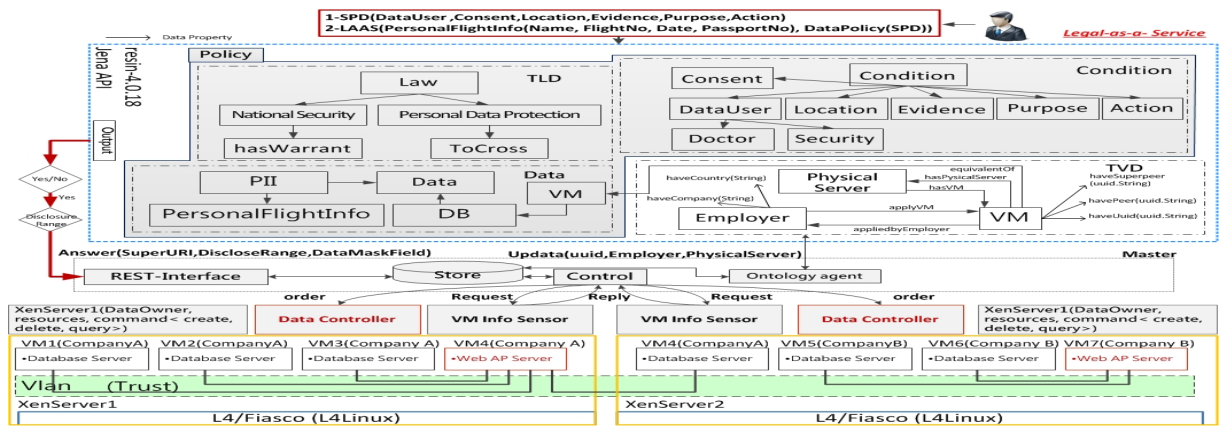 1-SPD(DataUser ,Consent,Location,Evidence,Purpose,Action)
2-LAAS(PersonalFlightInfo(Name, FlightNo, Date, PassportNo), DataPolicy(SPD))
Legal-as-a- Service
Data Property
resin-4.0.18
Jena API
Output
Yes/No
Yes
Disclosure
Range
Policy
TLD
Law
National Security
Personal Data Protection
hasWarrant
ToCross
Condition
Consent
Condition
DataUser
Location
Evidence
Purpose
Action
Doctor
Security
PII
Data
Data
PersonalFlightInfo
DB
VM
TVD
haveCountry(String)
haveCompany(String)
Employer
Physical
Server
equivalentOf
hasPysicalServer
hasVM
applyVM
appliedbyEmployer
VM
haveSuperpeer
(uuid.String)
havePeer(uuid.String)
haveUuid(uuid.String)
Answer(SuperURI,DiscloseRange,DataMaskField)
Updata(uuid,Employer,PhysicalServer)
Master
REST-Interface
Store
Control
Ontology agent
order
Request
Reply
Request
order
XenServer1(DataOwner,
resources, command< create,
delete, query>)
Data Controller
VM Info Sensor
VM Info Sensor
Data Controller
XenServer1(DataOwner,
resources, command< create,
delete, query>)
VM1(CompanyA)
•Database Server
VM2(CompanyA)
•Database Server
VM3(Company A)
•Database Server
VM4(Company A)
•Web AP Server
VM4(CompanyA)
•Database Server
VM5(CompanyB)
•Database Server
VM6(Company B)
•Database Server
VM7(Company B)
•Web AP Server
Vlan (Trust)
XenServer1
XenServer2
L4/Fiasco (L4Linux)
L4/Fiasco (L4Linux)